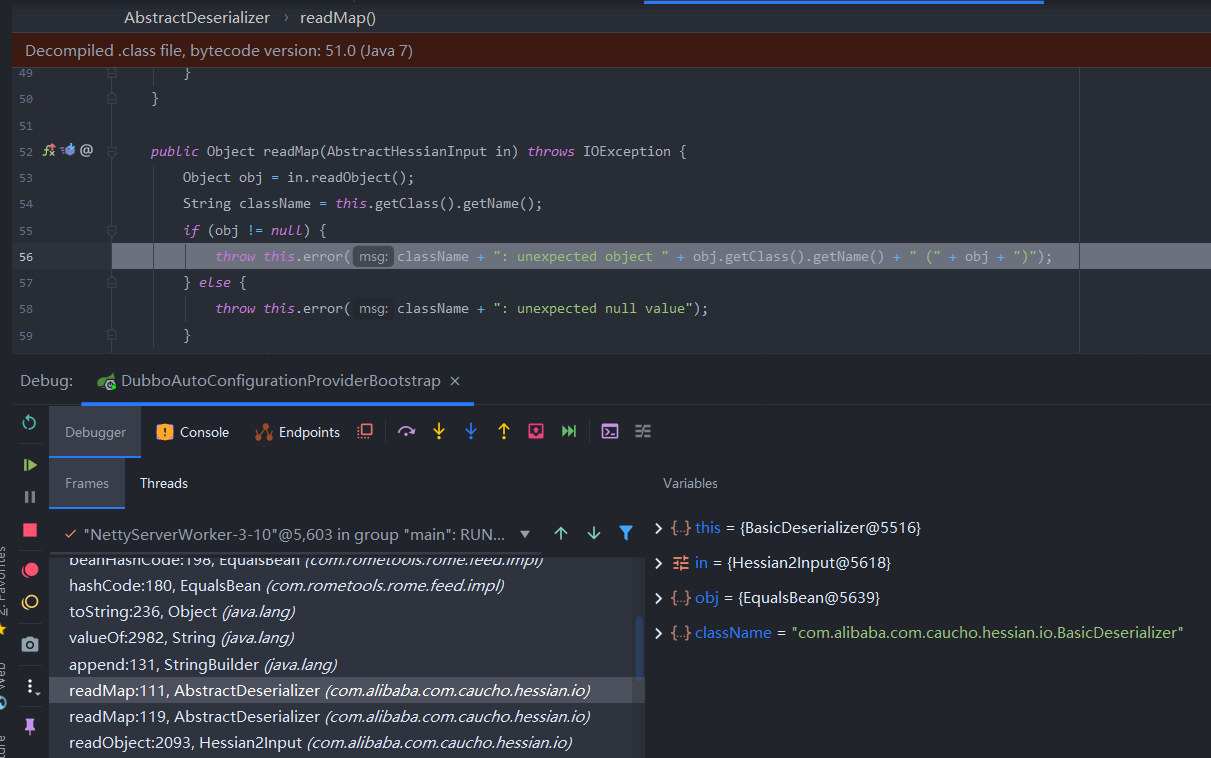 AbstractDeserializer › readMap()
Decompiled .class file, bytecode version: 51.0 (Java 7)
49 }
50 }
51
52 @ public Object readMap(AbstractHessianInput in) throws IOException {
53 Object obj = in.readObject();
54 String className = this.getClass().getName();
55 if (obj != null) {
56 throw this.error( msg: className + ": unexpected object " + obj.getClass().getName() + " (" + obj + ")");
57 } else {
58 throw this.error( msg: className + ": unexpected null value");
59 }
Debug: DubboAutoConfigurationProviderBootstrap ×
Debugger Console Endpoints
Frames Threads
Variables
"NettyServerWorker-3-10"@5,603 in group "main": RUN...
beanHashCode:198, EqualsBean (com.rometools.rome.feed.impl)
hashCode:180, EqualsBean (com.rometools.rome.feed.impl)
toString:236, Object (java.lang)
valueOf:2982, String (java.lang)
append:131, StringBuilder (java.lang)
readMap:111, AbstractDeserializer (com.alibaba.com.caucho.hessian.io)
readMap:119, AbstractDeserializer (com.alibaba.com.caucho.hessian.io)
readObject:2093, Hessian2Input (com.alibaba.com.caucho.hessian.io)
this = {BasicDeserializer@5516}
in = {Hessian2Input@5618}
obj = {EqualsBean@5639}
className = "com.alibaba.com.caucho.hessian.io.BasicDeserializer"
2: Favorites
Web